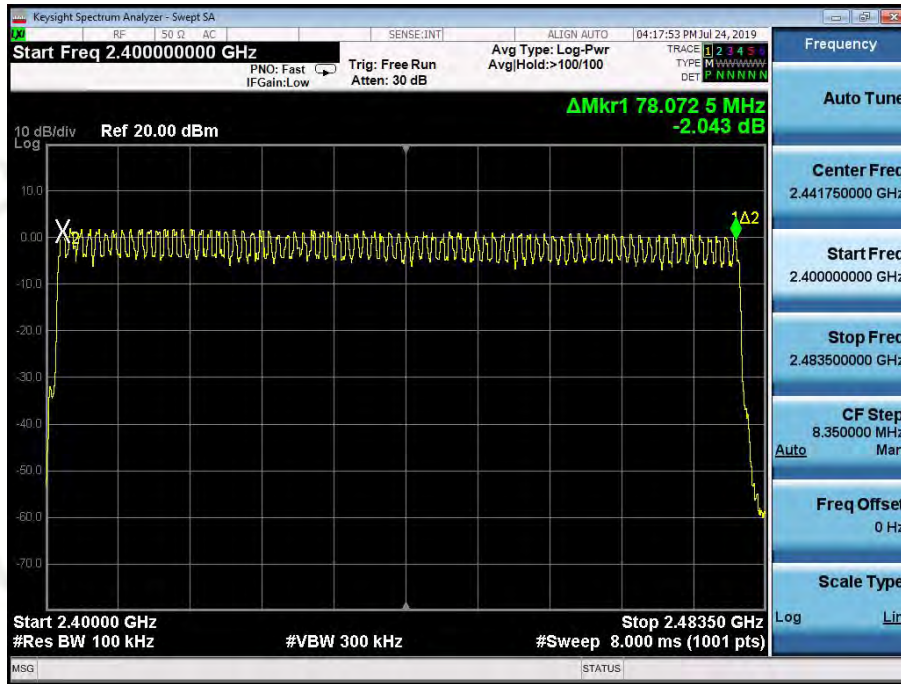 Keysight Spectrum Analyzer - Swept SA
LXI RF 50 Ω AC SENSE:INT ALIGN AUTO 04:17:53 PM Jul 24, 2019
Start Freq 2.400000000 GHz
PNO: Fast
IFGain:Low
Trig: Free Run
Atten: 30 dB
Avg Type: Log-Pwr
Avg|Hold:>100/100
TRACE 1 2 3 4 5 6
TYPE M W W W W W
DET P N N N N N
ΔMkr1 78.072 5 MHz
-2.043 dB
10 dB/div Ref 20.00 dBm
Log
10.0
0.00
-10.0
-20.0
-30.0
-40.0
-50.0
-60.0
-70.0
X2
1Δ2
Start 2.40000 GHz Stop 2.48350 GHz
#Res BW 100 kHz #VBW 300 kHz #Sweep 8.000 ms (1001 pts)
MSG STATUS
Frequency
Auto Tune
Center Freq
2.441750000 GHz
Start Freq
2.400000000 GHz
Stop Freq
2.483500000 GHz
CF Step
8.350000 MHz
Auto Man
Freq Offset
0 Hz
Scale Type
Log Lin